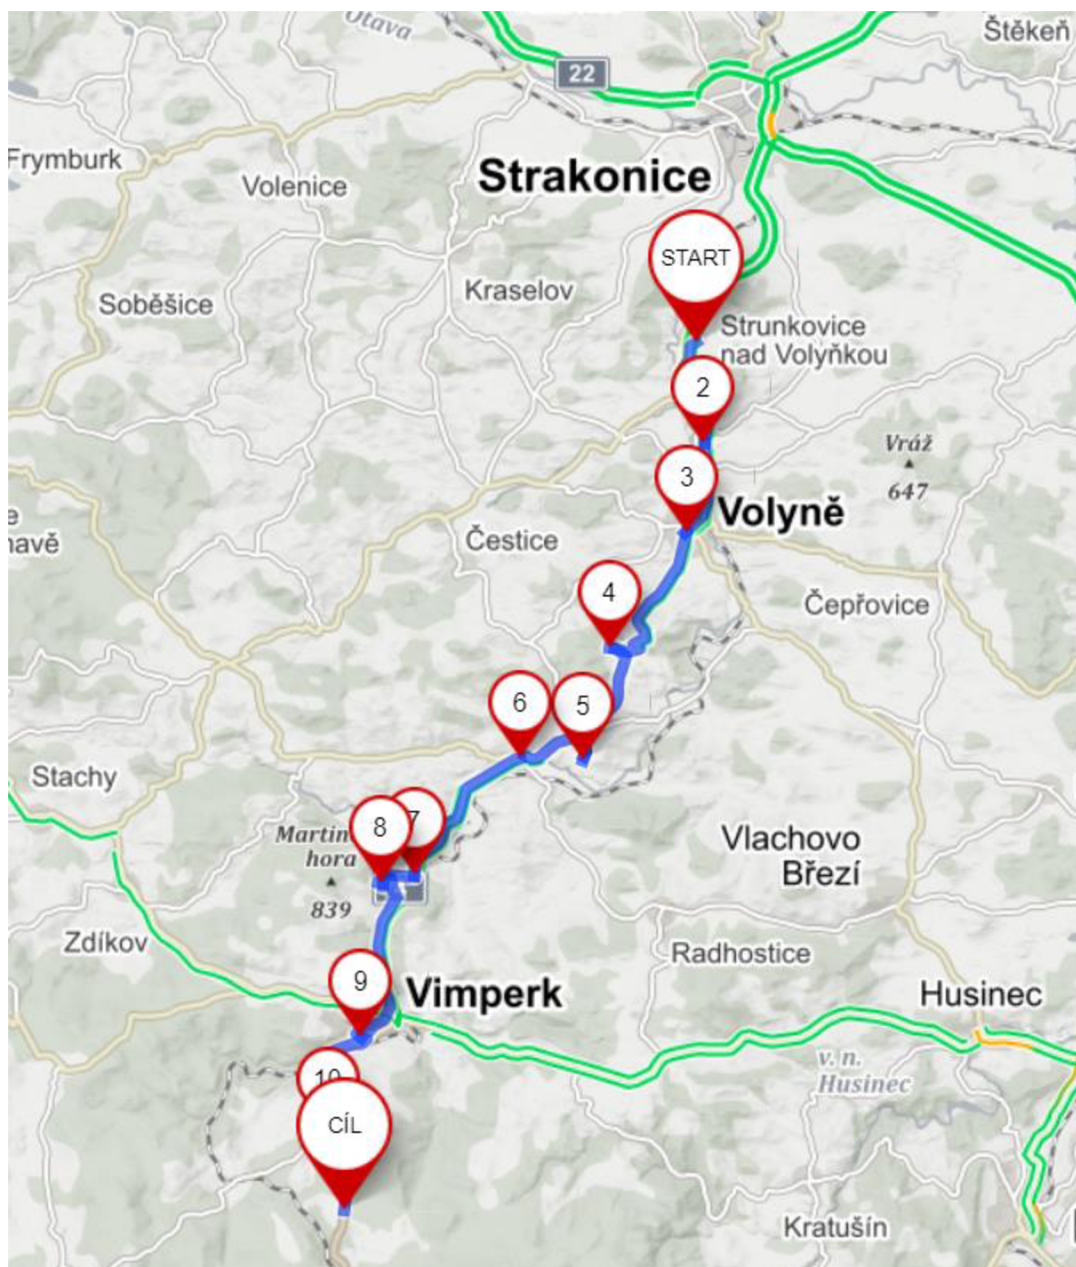 Otava
Štěkeň
22
Frymburk
Volenice
Strakonice
START
Kraselov
Soběšice
Strunkovice
nad Volyňkou
2
Vráž
647
3
Volyně
Čestice
4
Čepřovice
6
5
Stachy
8
7
Martin
hora
839
Vlachovo
Březí
Zdíkov
Radhostice
9
Vimperk
Husinec
v. n.
Husinec
10
CÍL
Kratušín